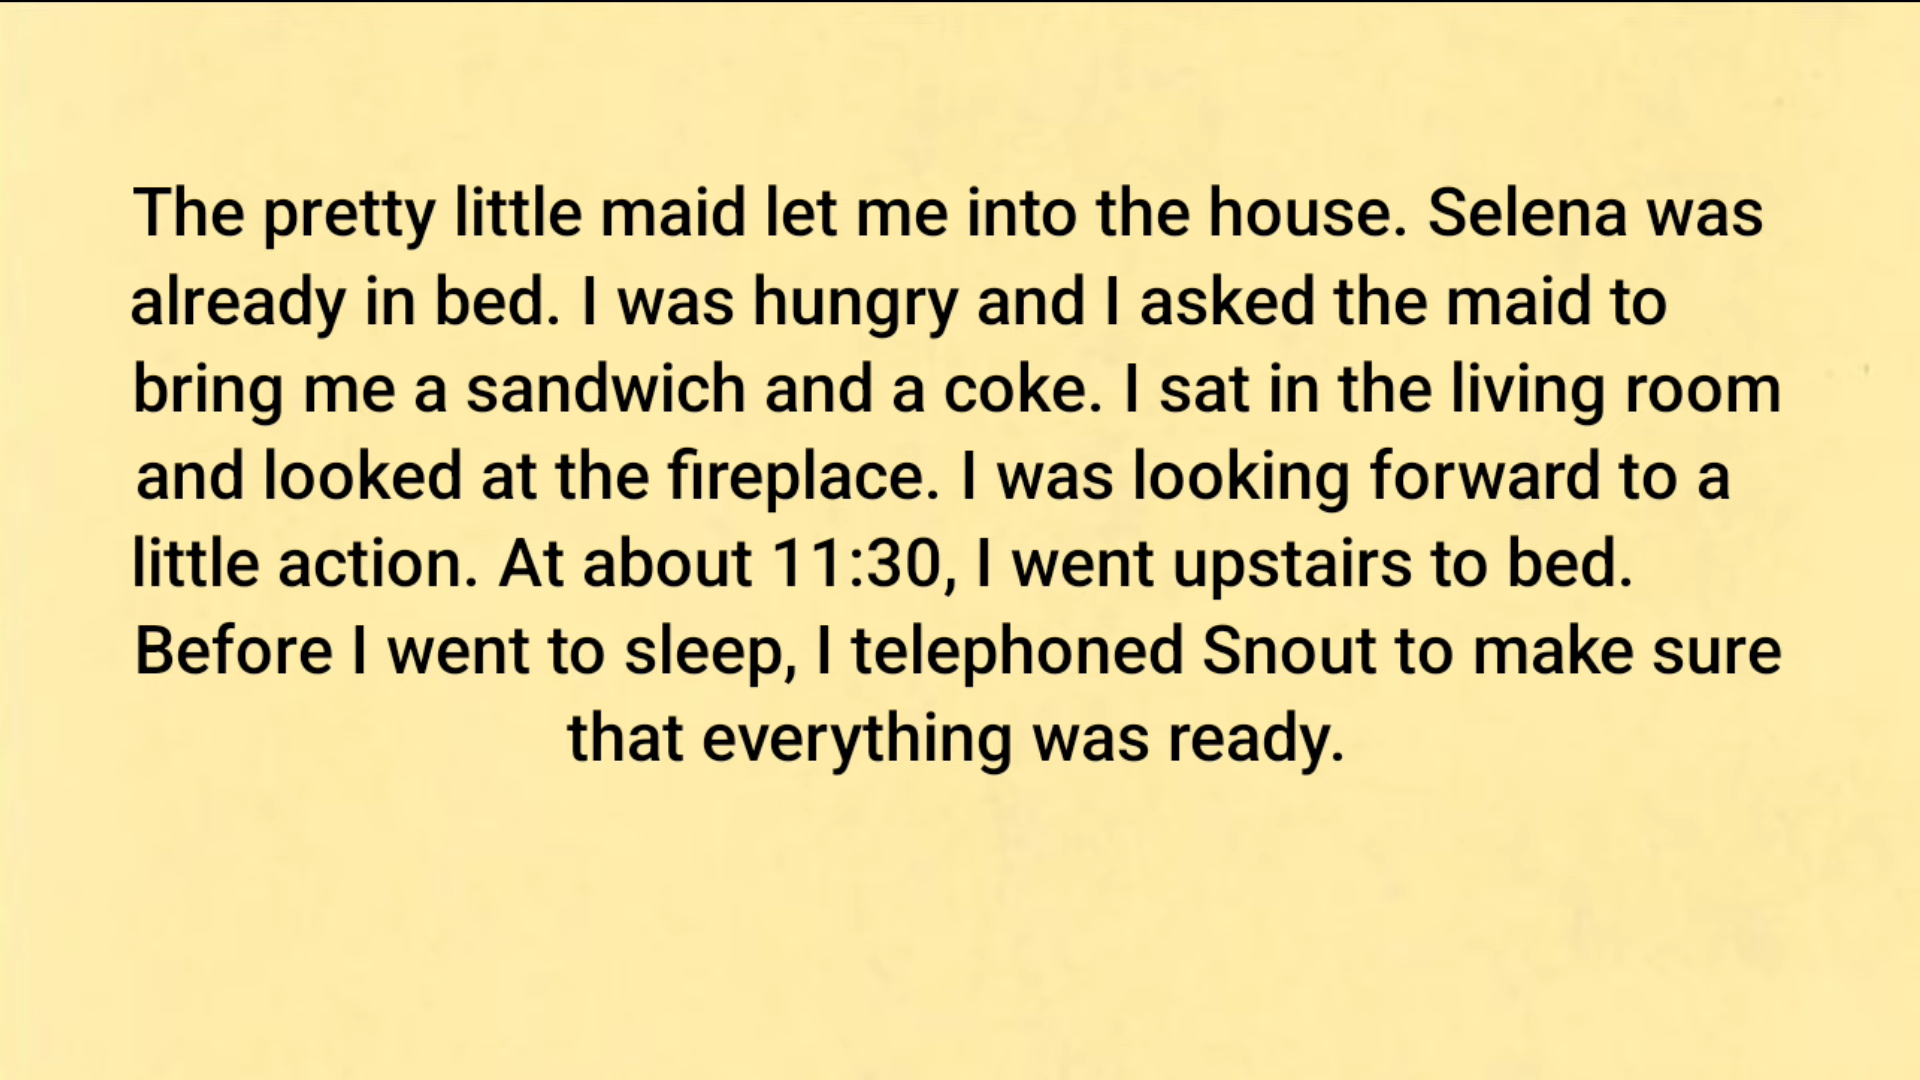 The pretty little maid let me into the house. Selena was
already in bed. I was hungry and I asked the maid to
bring me a sandwich and a coke. I sat in the living room
and looked at the fireplace. I was looking forward to a
little action. At about 11:30, I went upstairs to bed.
Before I went to sleep, I telephoned Snout to make sure
that everything was ready.